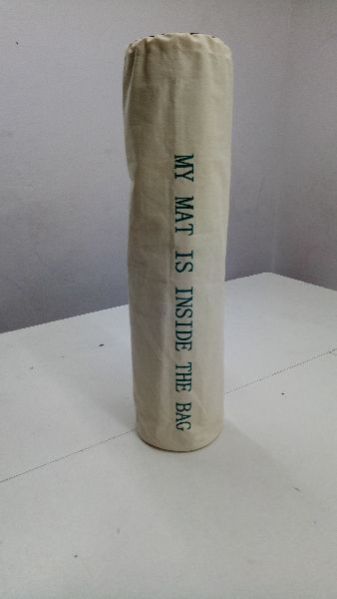 MY MAT IS INSIDE THE BAG